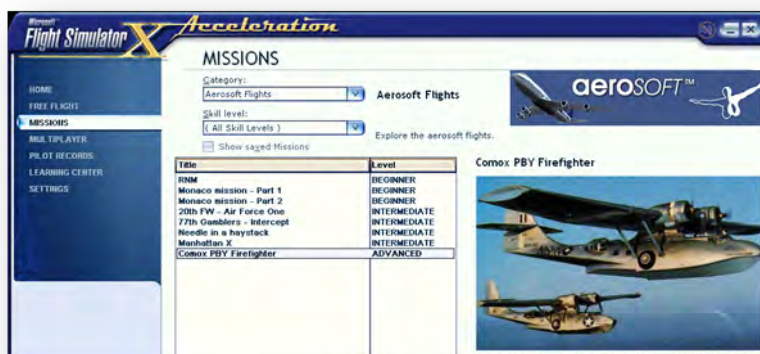 Microsoft
Flight Simulator X Acceleration
MISSIONS
Category:
Aerosoft Flights
Aerosoft Flights
Skill level:
( All Skill Levels )
Explore the aerosoft flights.
Show saved Missions
aerosoft™
HOME
FREE FLIGHT
MISSIONS
MULTIPLAYER
PILOT RECORDS
LEARNING CENTER
SETTINGS
Title Level
RNM BEGINNER
Monaco mission - Part 1 BEGINNER
Monaco mission - Part 2 BEGINNER
20th FW - Air Force One INTERMEDIATE
77th Gamblers - Intercept INTERMEDIATE
Needle in a haystack INTERMEDIATE
Manhattan X INTERMEDIATE
Comox PBY Firefighter ADVANCED
Comox PBY Firefighter